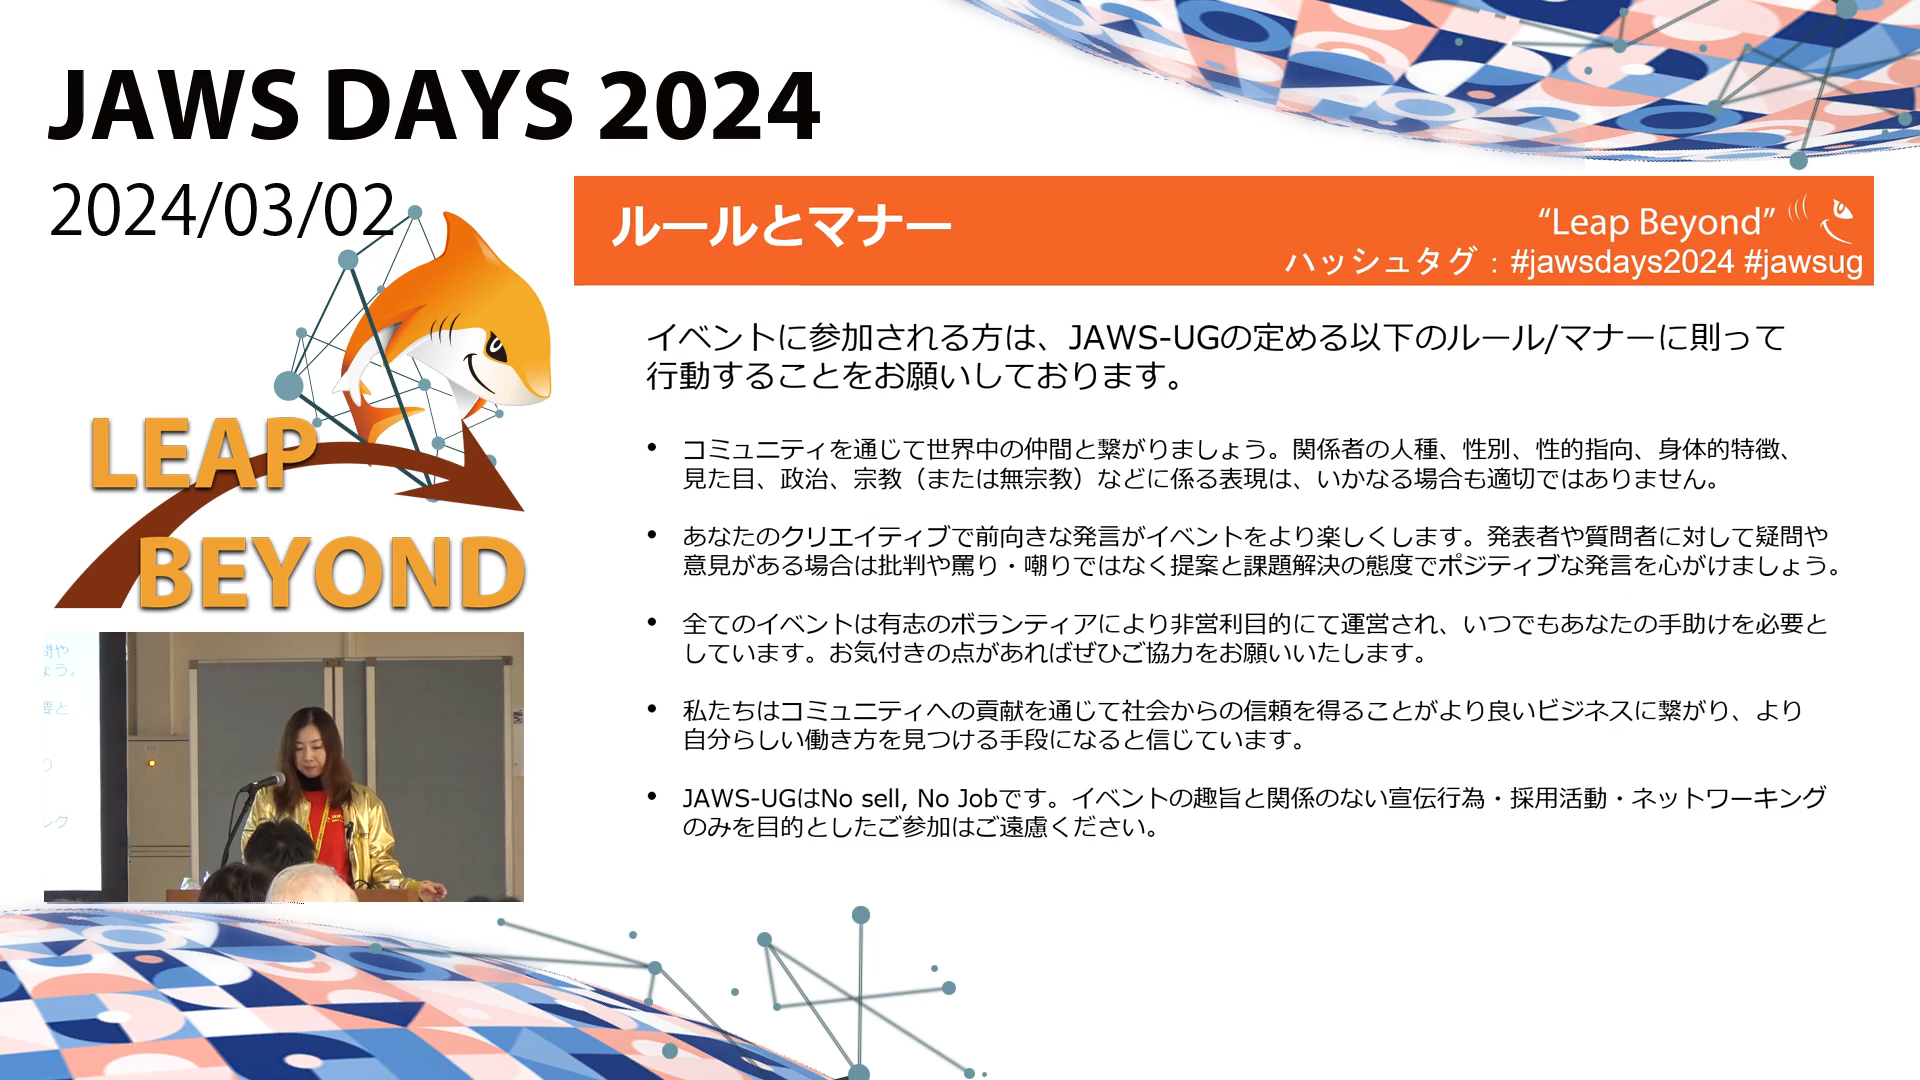 JAWS DAYS 2024
2024/03/02
LEAP
BEYOND
ルールとマナー
“Leap Beyond”
ハッシュタグ：#jawsdays2024 #jawsug
イベントに参加される方は、JAWS-UGの定める以下のルール/マナーに則って
行動することをお願いしております。
• コミュニティを通じて世界中の仲間と繋がりましょう。関係者の人種、性別、性的指向、身体的特徴、
見た目、政治、宗教（または無宗教）などに係る表現は、いかなる場合も適切ではありません。
• あなたのクリエイティブで前向きな発言がイベントをより楽しくします。発表者や質問者に対して疑問や
意見がある場合は批判や罵り・嘲りではなく提案と課題解決の態度でポジティブな発言を心がけましょう。
• 全てのイベントは有志のボランティアにより非営利目的にて運営され、いつでもあなたの手助けを必要と
しています。お気付きの点があればぜひご協力をお願いいたします。
• 私たちはコミュニティへの貢献を通じて社会からの信頼を得ることがより良いビジネスに繋がり、より
自分らしい働き方を見つける手段になると信じています。
• JAWS-UGはNo sell, No Jobです。イベントの趣旨と関係のない宣伝行為・採用活動・ネットワーキング
のみを目的としたご参加はご遠慮ください。
問や
ょう。
要と
り
ング